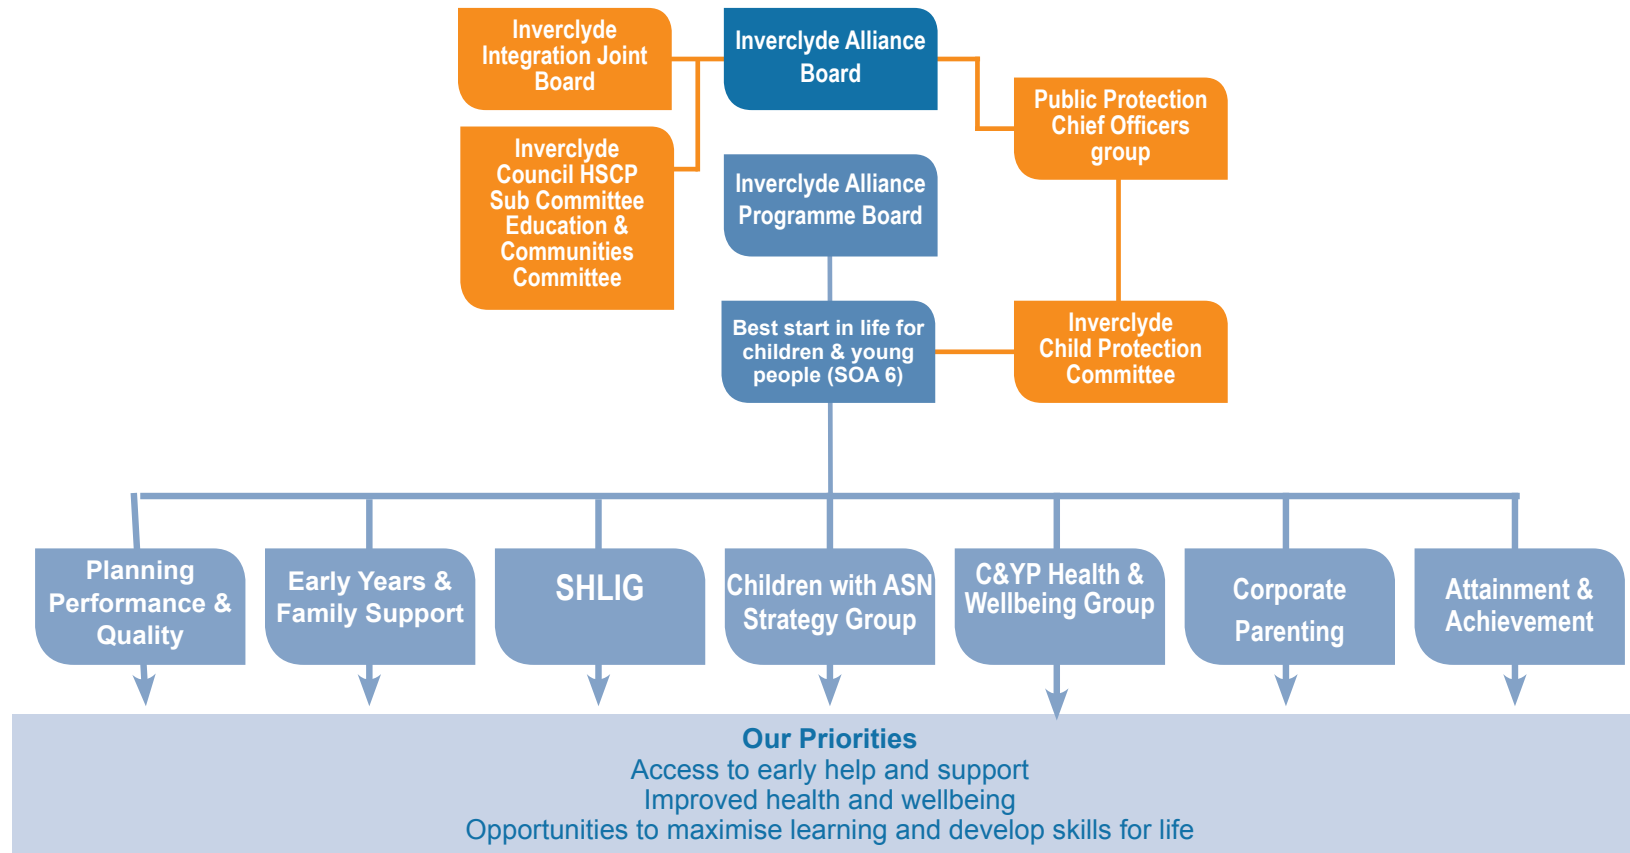 Inverclyde
Integration Joint
Board
Inverclyde Alliance
Board
Public Protection
Chief Officers
group
Inverclyde
Council HSCP
Sub Committee
Education &
Communities
Committee
Inverclyde Alliance
Programme Board
Best start in life for
children & young
people (SOA 6)
Inverclyde
Child Protection
Committee
Planning
Performance &
Quality
Early Years &
Family Support
SHLIG
Children with ASN
Strategy Group
C&YP Health &
Wellbeing Group
Corporate
Parenting
Attainment &
Achievement
Our Priorities
Access to early help and support
Improved health and wellbeing
Opportunities to maximise learning and develop skills for life